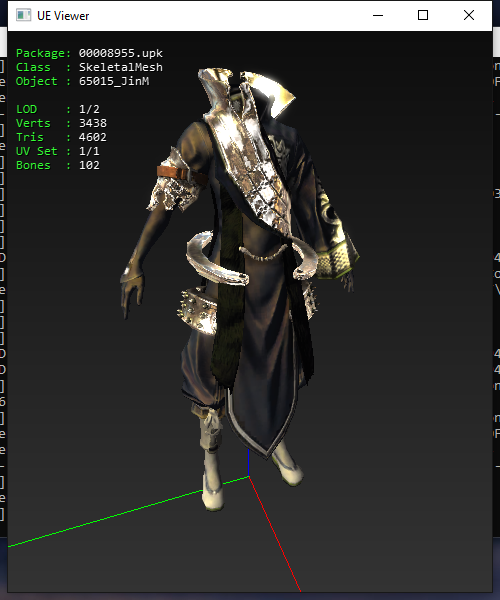 UE Viewer
Package: 00008955.upk
Class  : SkeletalMesh
Object : 65015_JinM
LOD    : 1/2
Verts  : 3438
Tris   : 4602
UV Set : 1/1
Bones  : 102